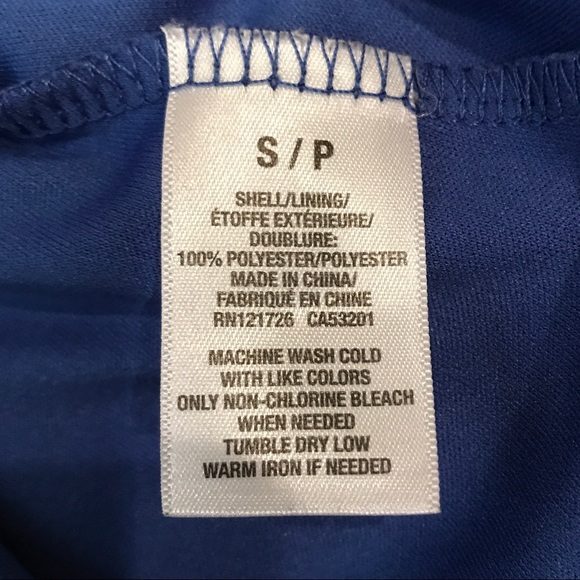 S / P
SHELL/LINING/
ÉTOFFE EXTÉRIEURE/
DOUBLURE:
100% POLYESTER/POLYESTER
MADE IN CHINA/
FABRIQUÉ EN CHINE
RN121726 CA53201
MACHINE WASH COLD
WITH LIKE COLORS
ONLY NON-CHLORINE BLEACH
WHEN NEEDED
TUMBLE DRY LOW
WARM IRON IF NEEDED